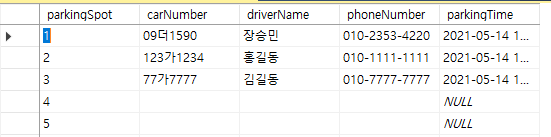 parkingSpot carNumber driverName phoneNumber parkingTime
1 09더1590 장승민 010-2353-4220 2021-05-14 1...
2 123가1234 홍길동 010-1111-1111 2021-05-14 1...
3 77가7777 김길동 010-7777-7777 2021-05-14 1...
4 NULL
5 NULL